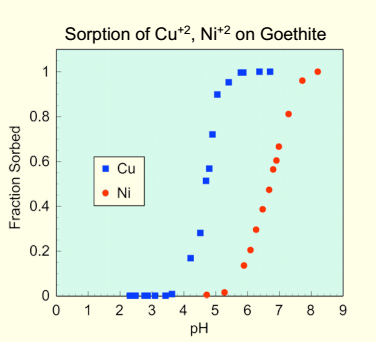 Sorption of Cu+2, Ni+2 on Goethite
1
0.8
0.6
0.4
0.2
0
Fraction Sorbed
Cu
Ni
0 1 2 3 4 5 6 7 8 9
pH